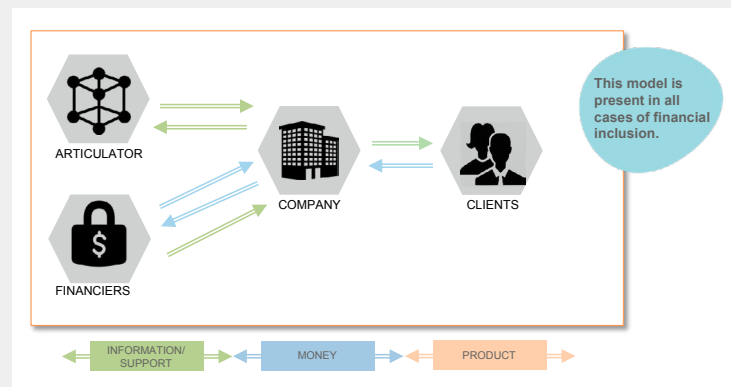 This model is
present in all
cases of financial
inclusion.
ARTICULATOR
COMPANY
CLIENTS
$
FINANCIERS
INFORMATION/
SUPPORT
MONEY
PRODUCT